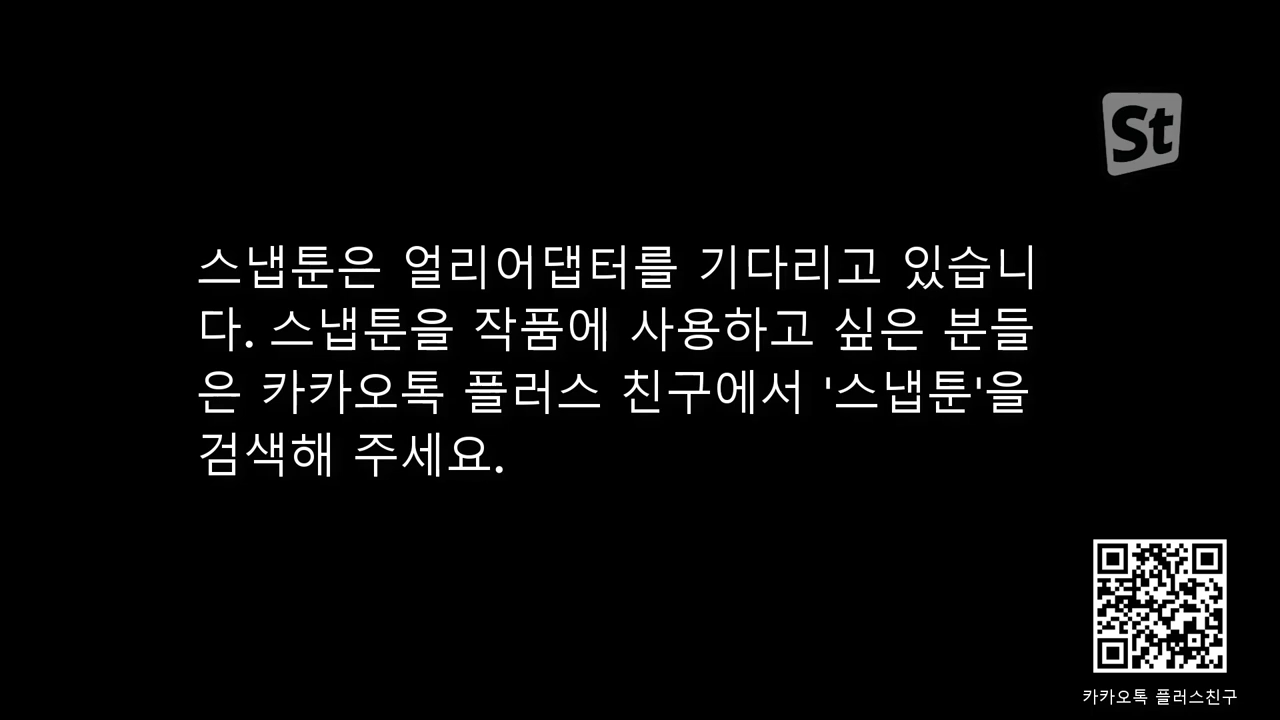 St
스냅툰은 얼리어댑터를 기다리고 있습니
다. 스냅툰을 작품에 사용하고 싶은 분들
은 카카오톡 플러스 친구에서 '스냅툰'을
검색해 주세요.
카카오톡 플러스친구